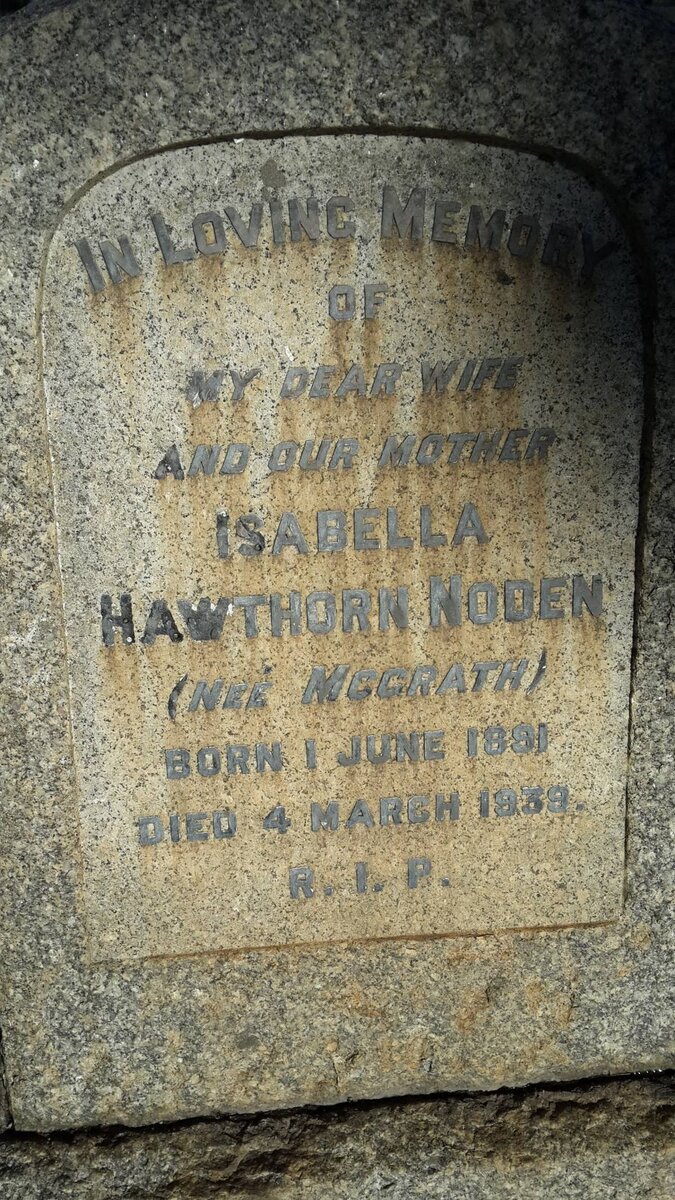 IN LOVING MEMORY
OF
MY DEAR WIFE
AND OUR MOTHER
ISABELLA
HAWTHORN NODEN
(NEÉ MCGRATH)
BORN 1 JUNE 1891
DIED 4 MARCH 1939.
R. I. P.